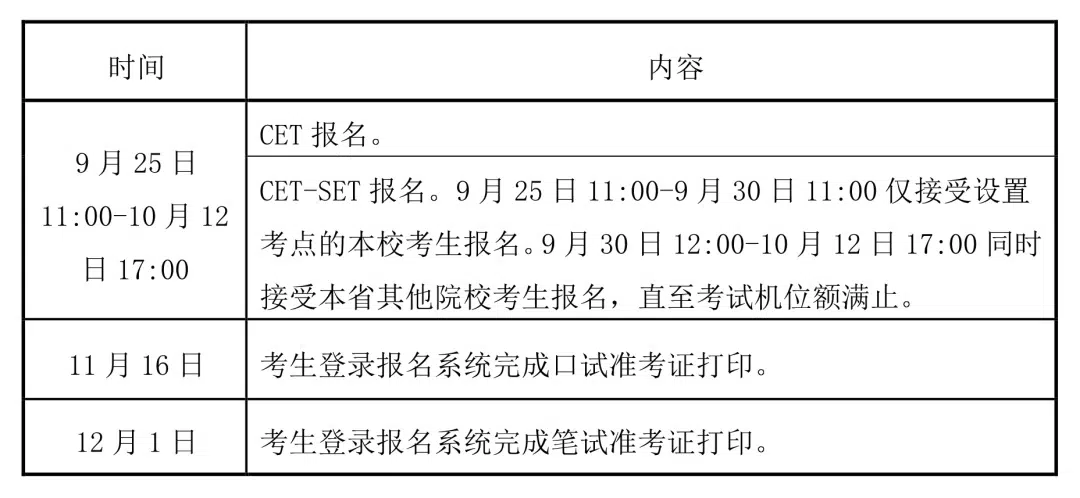 时间
内容
9 月 25 日
11:00-10 月 12
日 17:00
CET 报名。
CET-SET 报名。9 月 25 日 11:00-9 月 30 日 11:00 仅接受设置
考点的本校考生报名。9 月 30 日 12:00-10 月 12 日 17:00 同时
接受本省其他院校考生报名，直至考试机位额满止。
11 月 16 日
考生登录报名系统完成口试准考证打印。
12 月 1 日
考生登录报名系统完成笔试准考证打印。